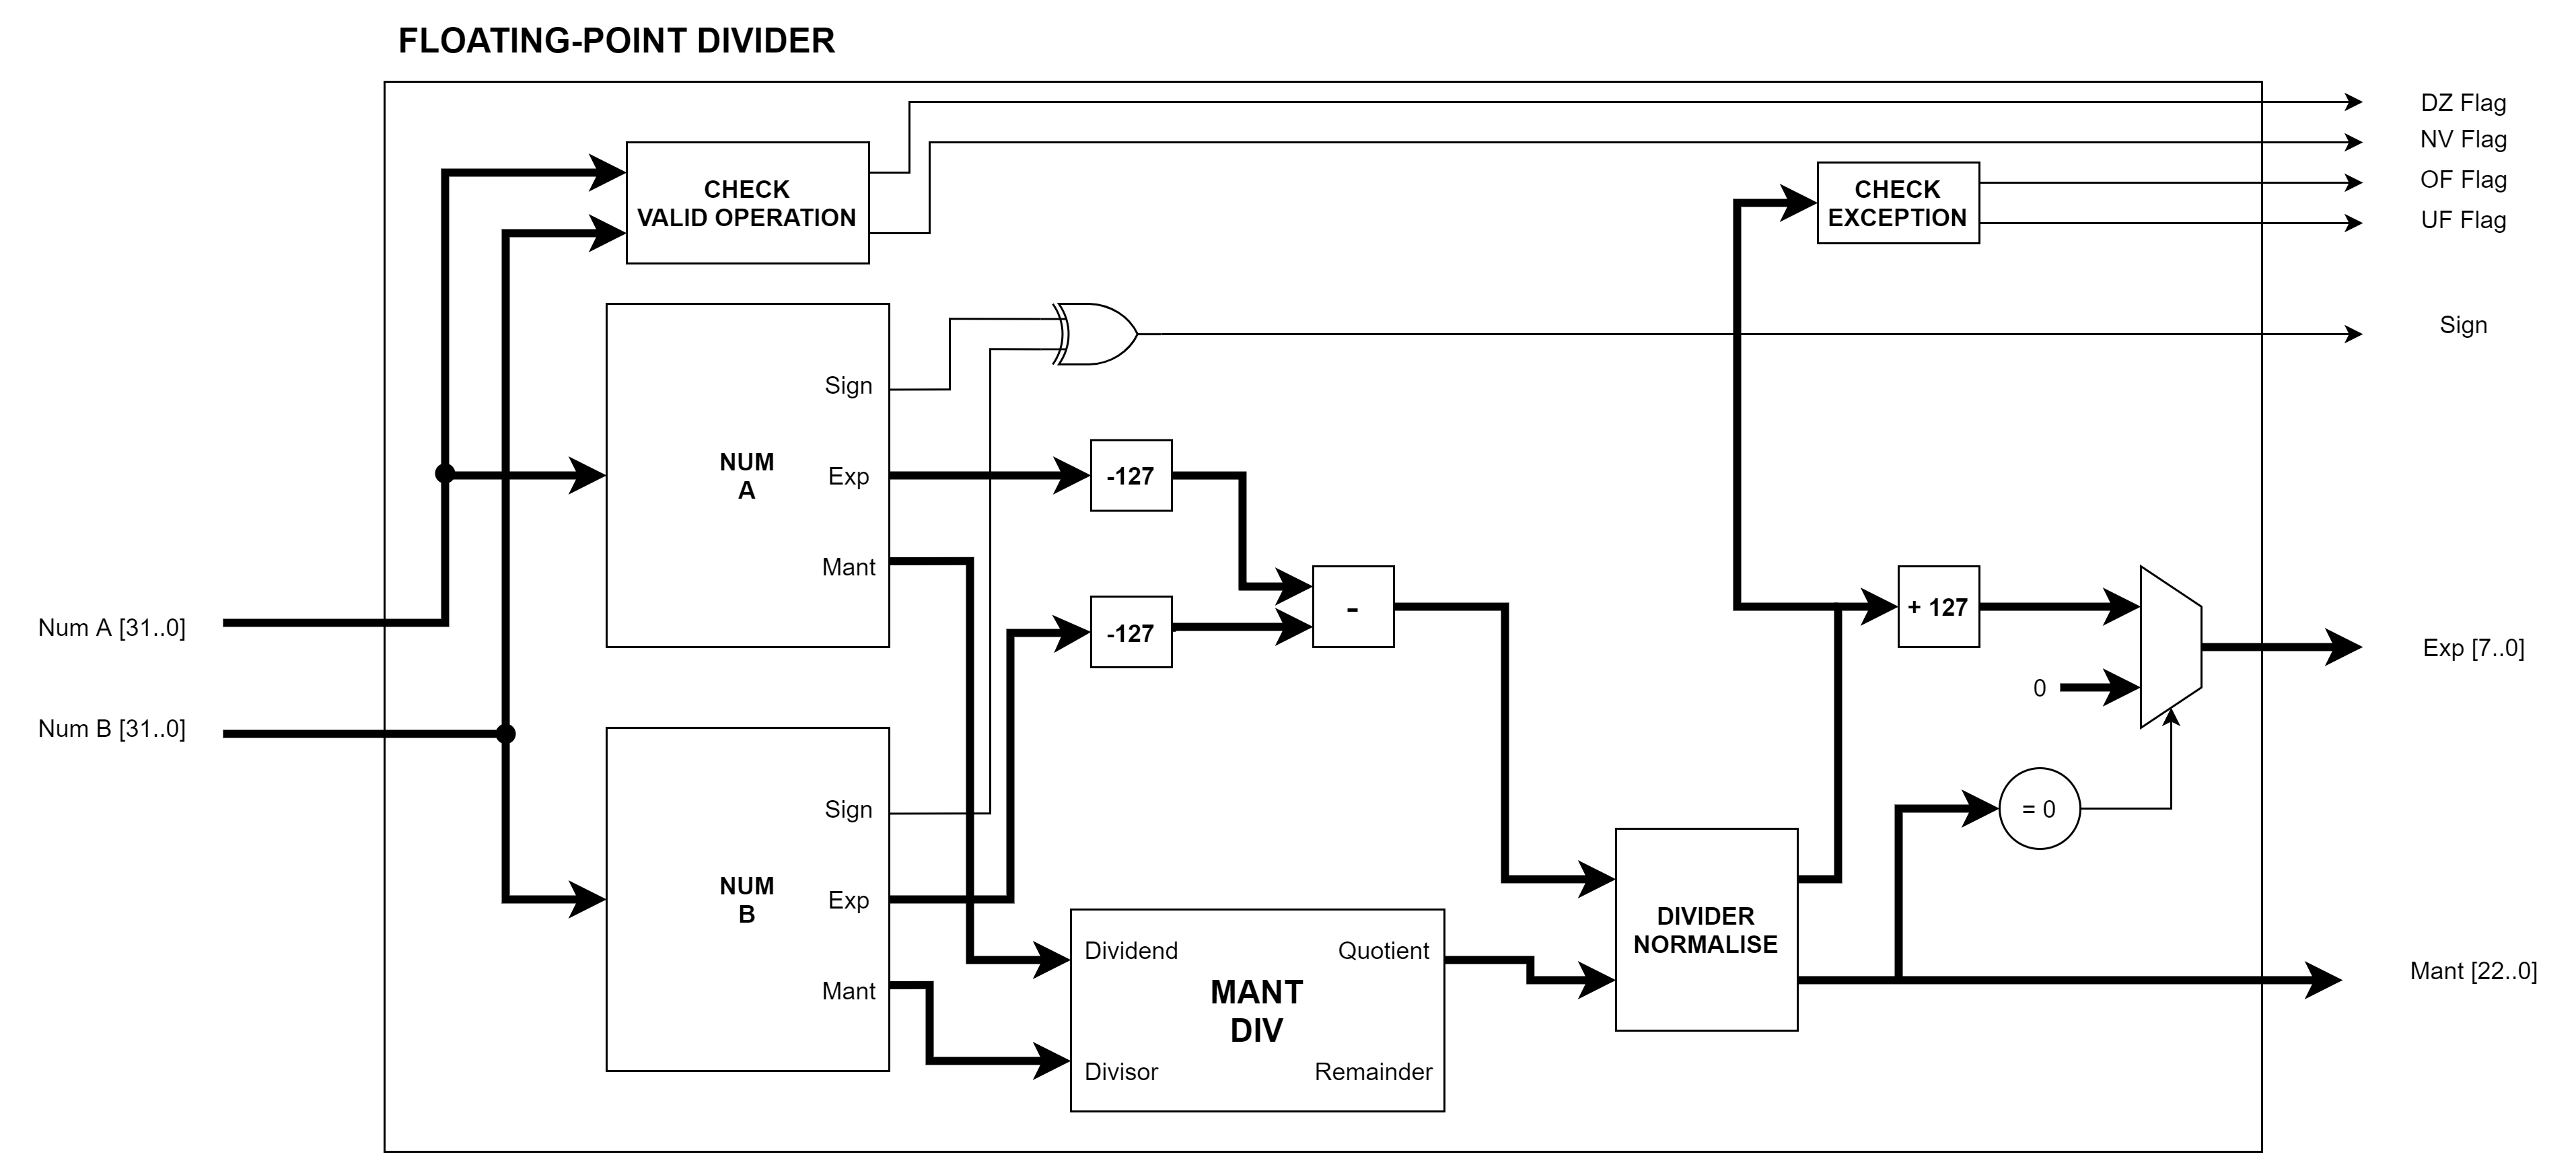 FLOATING-POINT DIVIDER
DZ Flag
NV Flag
OF Flag
UF Flag
CHECK
VALID OPERATION
CHECK
EXCEPTION
Sign
NUM
A
Sign
Exp
Mant
-127
-127
-
+ 127
0
= 0
Exp [7..0]
Num A [31..0]
Num B [31..0]
NUM
B
Sign
Exp
Mant
Dividend
Divisor
MANT
DIV
Quotient
Remainder
DIVIDER
NORMALISE
Mant [22..0]